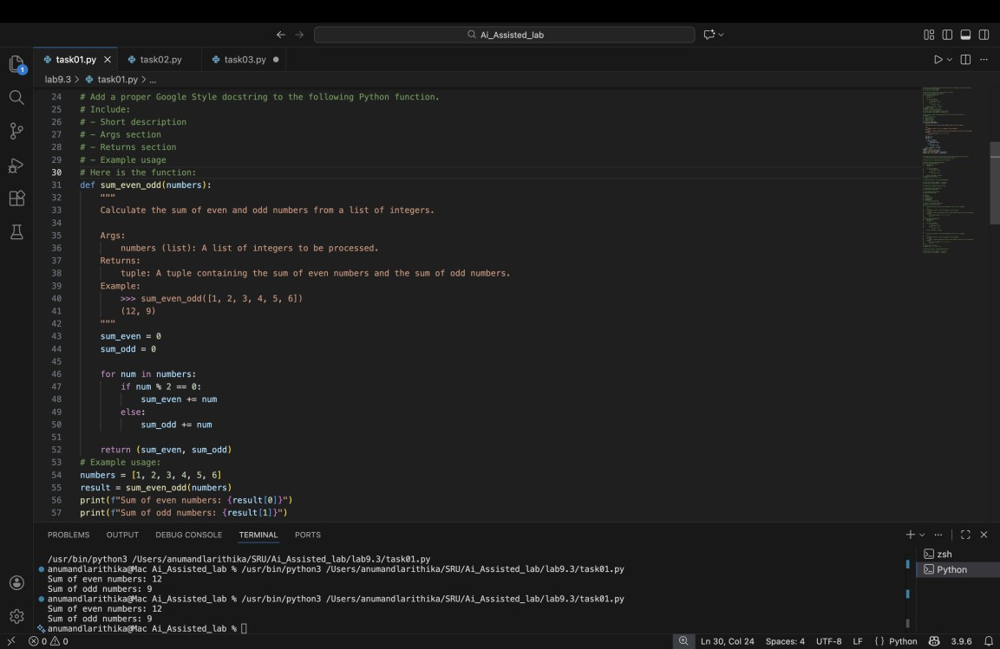 Ai_Assisted_lab
task01.py
task02.py
task03.py
lab9.3 > task01.py > ...
24 # Add a proper Google Style docstring to the following Python function.
25 # Include:
26 # - Short description
27 # - Args section
28 # - Returns section
29 # - Example usage
30 # Here is the function:
31 def sum_even_odd(numbers):
32 """
33 Calculate the sum of even and odd numbers from a list of integers.
34
35 Args:
36 numbers (list): A list of integers to be processed.
37 Returns:
38 tuple: A tuple containing the sum of even numbers and the sum of odd numbers.
39 Example:
40 >>> sum_even_odd([1, 2, 3, 4, 5, 6])
41 (12, 9)
42 """
43 sum_even = 0
44 sum_odd = 0
45
46 for num in numbers:
47 if num % 2 == 0:
48 sum_even += num
49 else:
50 sum_odd += num
51
52 return (sum_even, sum_odd)
53 # Example usage:
54 numbers = [1, 2, 3, 4, 5, 6]
55 result = sum_even_odd(numbers)
56 print(f"Sum of even numbers: {result[0]}")
57 print(f"Sum of odd numbers: {result[1]}")
PROBLEMS OUTPUT DEBUG CONSOLE TERMINAL PORTS
/usr/bin/python3 /Users/anumandlarithika/SRU/Ai_Assisted_lab/lab9.3/task01.py
anumandlarithika@Mac Ai_Assisted_lab % /usr/bin/python3 /Users/anumandlarithika/SRU/Ai_Assisted_lab/lab9.3/task01.py
Sum of even numbers: 12
Sum of odd numbers: 9
anumandlarithika@Mac Ai_Assisted_lab % /usr/bin/python3 /Users/anumandlarithika/SRU/Ai_Assisted_lab/lab9.3/task01.py
Sum of even numbers: 12
Sum of odd numbers: 9
anumandlarithika@Mac Ai_Assisted_lab %
zsh
Python
1
0 0
Ln 30, Col 24 Spaces: 4 UTF-8 LF { } Python 3.9.6